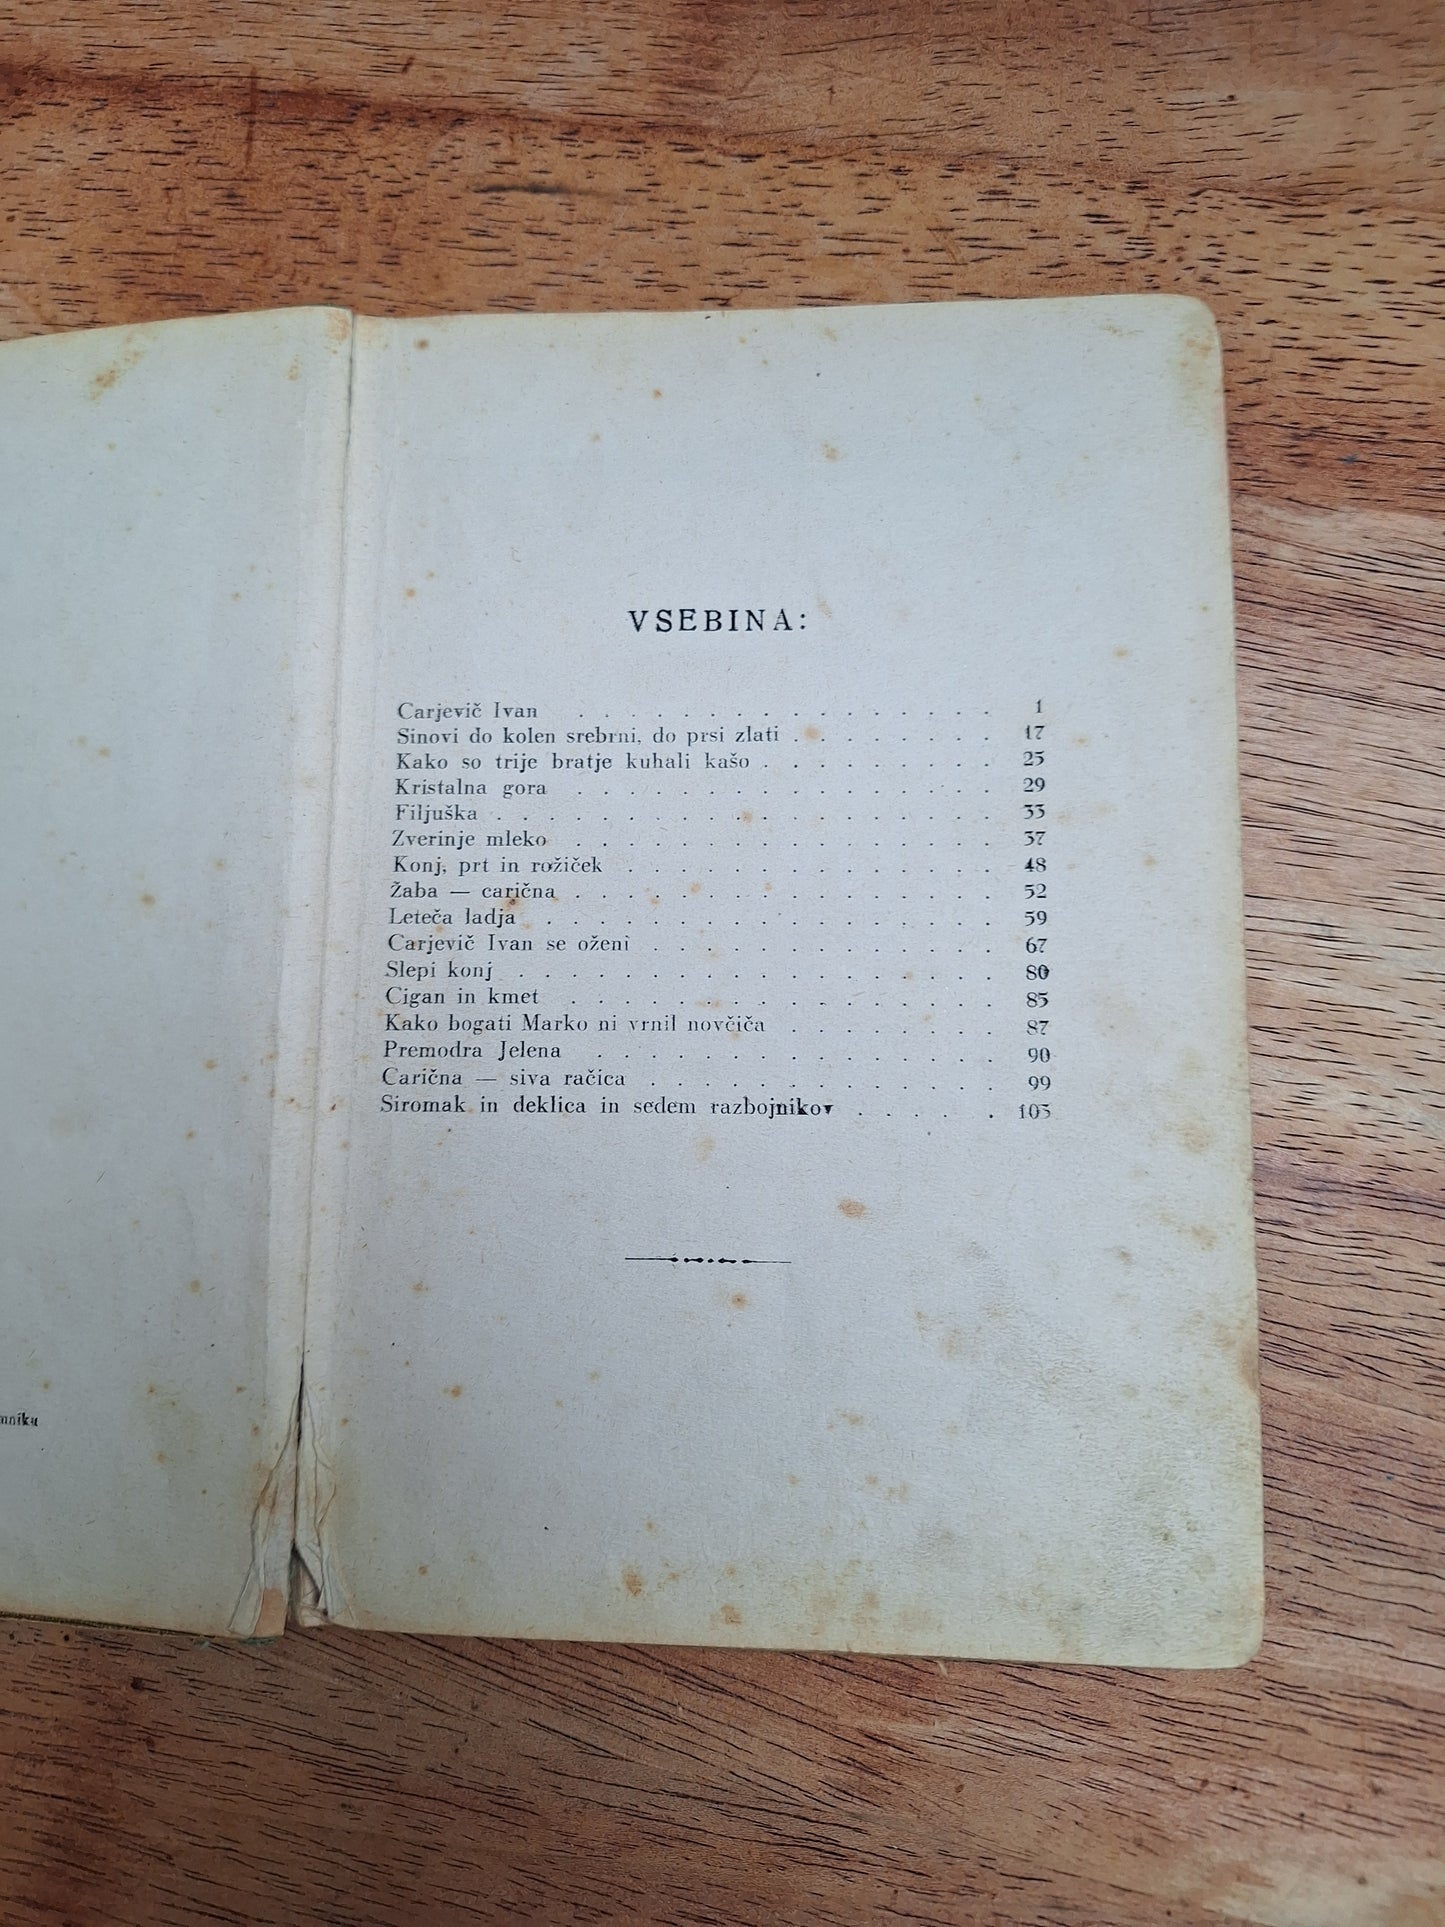 VSEBINA:
Carjevič Ivan . . . . . . . . . . . . . . . . 1
Sinovi do kolen srebrni, do prsi zlati . . . . . . . . 17
Kako so trije bratje kuhali kašo . . . . . . . . . 25
Kristalna gora . . . . . . . . . . . . . . . . 29
Filjuška . . . . . . . . . . . . . . . . . . . 33
Zverinje mleko . . . . . . . . . . . . . . . . 37
Konj, prt in rožiček . . . . . . . . . . . . . . 48
Žaba — carična . . . . . . . . . . . . . . . . 52
Leteča ladja . . . . . . . . . . . . . . . . . 59
Carjevič Ivan se oženi . . . . . . . . . . . . . 67
Slepi konj . . . . . . . . . . . . . . . . . . 80
Cigan in kmet . . . . . . . . . . . . . . . . 85
Kako bogati Marko ni vrnil novčiča . . . . . . . . 87
Premodra Jelena . . . . . . . . . . . . . . . 90
Carična — siva račica . . . . . . . . . . . . . 99
Siromak in deklica in sedem razbojnikov . . . . . . 103